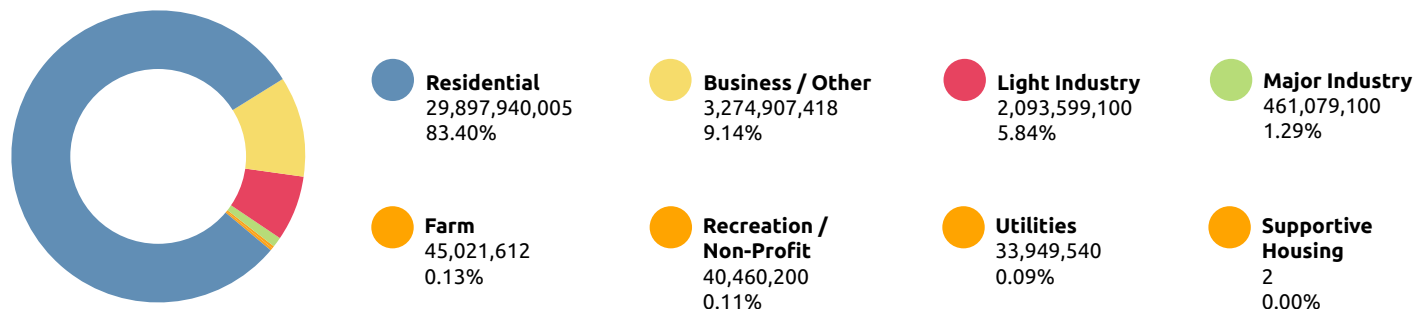 Residential
29,897,940,005
83.40%
Business / Other
3,274,907,418
9.14%
Light Industry
2,093,599,100
5.84%
Major Industry
461,079,100
1.29%
Farm
45,021,612
0.13%
Recreation /
Non-Profit
40,460,200
0.11%
Utilities
33,949,540
0.09%
Supportive
Housing
2
0.00%